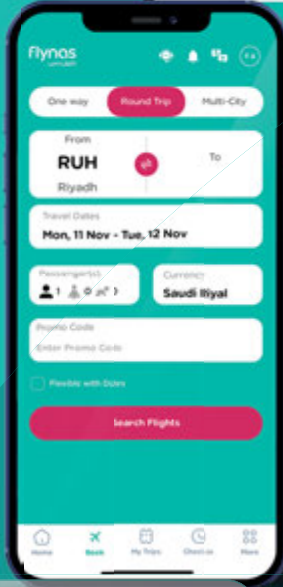 flynas
One way
Round Trip
Multi-City
From
To
RUH
Riyadh
Travel Dates
Mon, 11 Nov - Tue, 12 Nov
Passenger(s)
Currency
1 0
Saudi Riyal
Promo Code
Enter Promo Code
Flexible with Dates
Search Flights
Home
Book
My Trips
Check-in
More